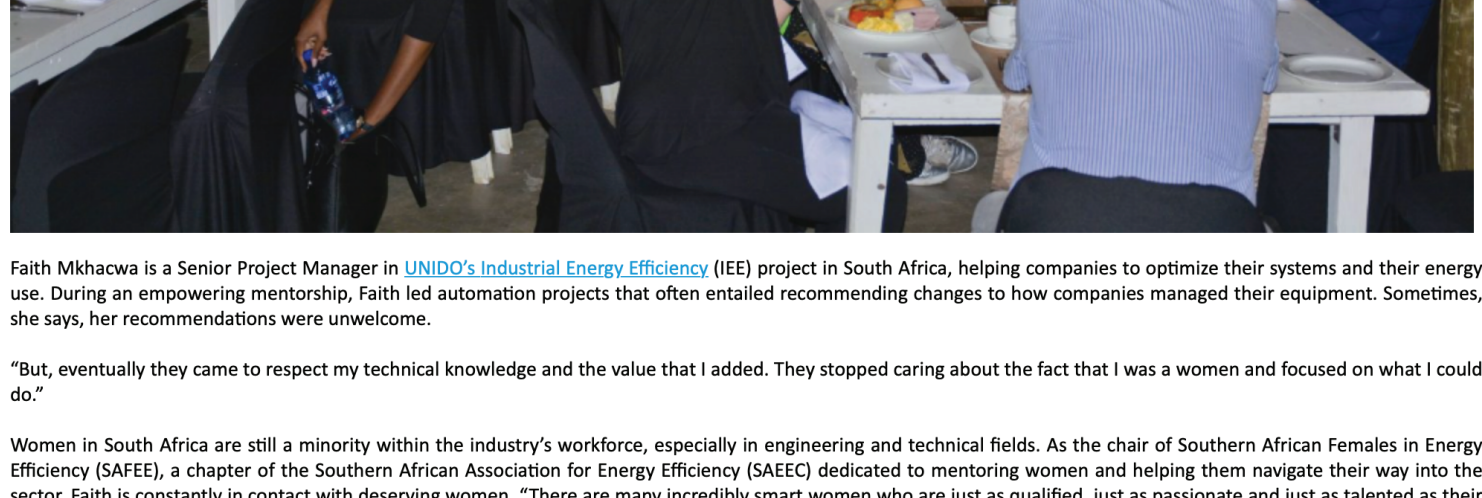 Faith Mkhacwa is a Senior Project Manager in UNIDO’s Industrial Energy Efficiency (IEE) project in South Africa, helping companies to optimize their systems and their energy
use. During an empowering mentorship, Faith led automation projects that often entailed recommending changes to how companies managed their equipment. Sometimes,
she says, her recommendations were unwelcome.
“But, eventually they came to respect my technical knowledge and the value that I added. They stopped caring about the fact that I was a women and focused on what I could
do.”
Women in South Africa are still a minority within the industry’s workforce, especially in engineering and technical fields. As the chair of Southern African Females in Energy
Efficiency (SAFEE), a chapter of the Southern African Association for Energy Efficiency (SAEEC) dedicated to mentoring women and helping them navigate their way into the
sector, Faith is constantly in contact with deserving women. “There are many incredibly smart women who are just as qualified, just as passionate and just as talented as their